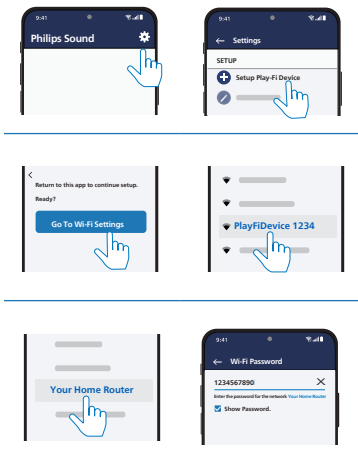 9:41
Philips Sound
9:41
Settings
SETUP
Setup Play-Fi Device
Return to this app to continue setup.
Ready?
Go To Wi-Fi Settings
PlayFiDevice 1234
Your Home Router
9:41
Wi-Fi Password
1234567890
Enter the password for the network Your Home Router
Show Password.